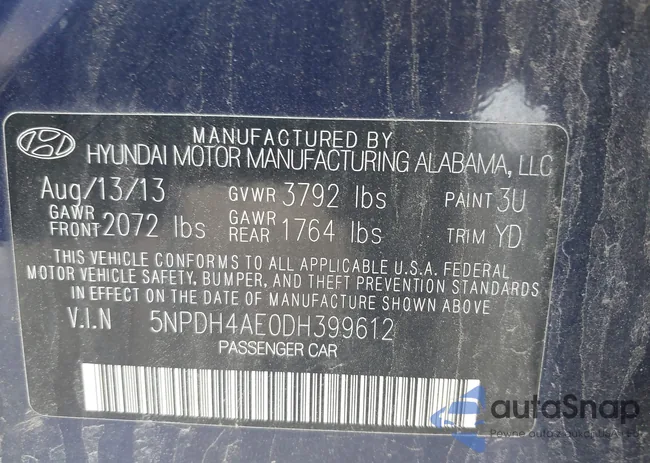 MANUFACTURED BY
HYUNDAI MOTOR MANUFACTURING ALABAMA, LLC
Aug/13/13 GVWR 3792 lbs PAINT 3U
GAWR FRONT 2072 lbs GAWR REAR 1764 lbs TRIM YD
THIS VEHICLE CONFORMS TO ALL APPLICABLE U.S.A. FEDERAL
MOTOR VEHICLE SAFETY, BUMPER, AND THEFT PREVENTION STANDARDS
IN EFFECT ON THE DATE OF MANUFACTURE SHOWN ABOVE
V.I.N 5NPDH4AE0DH399612
PASSENGER CAR
autoSnap
Pewne auto z